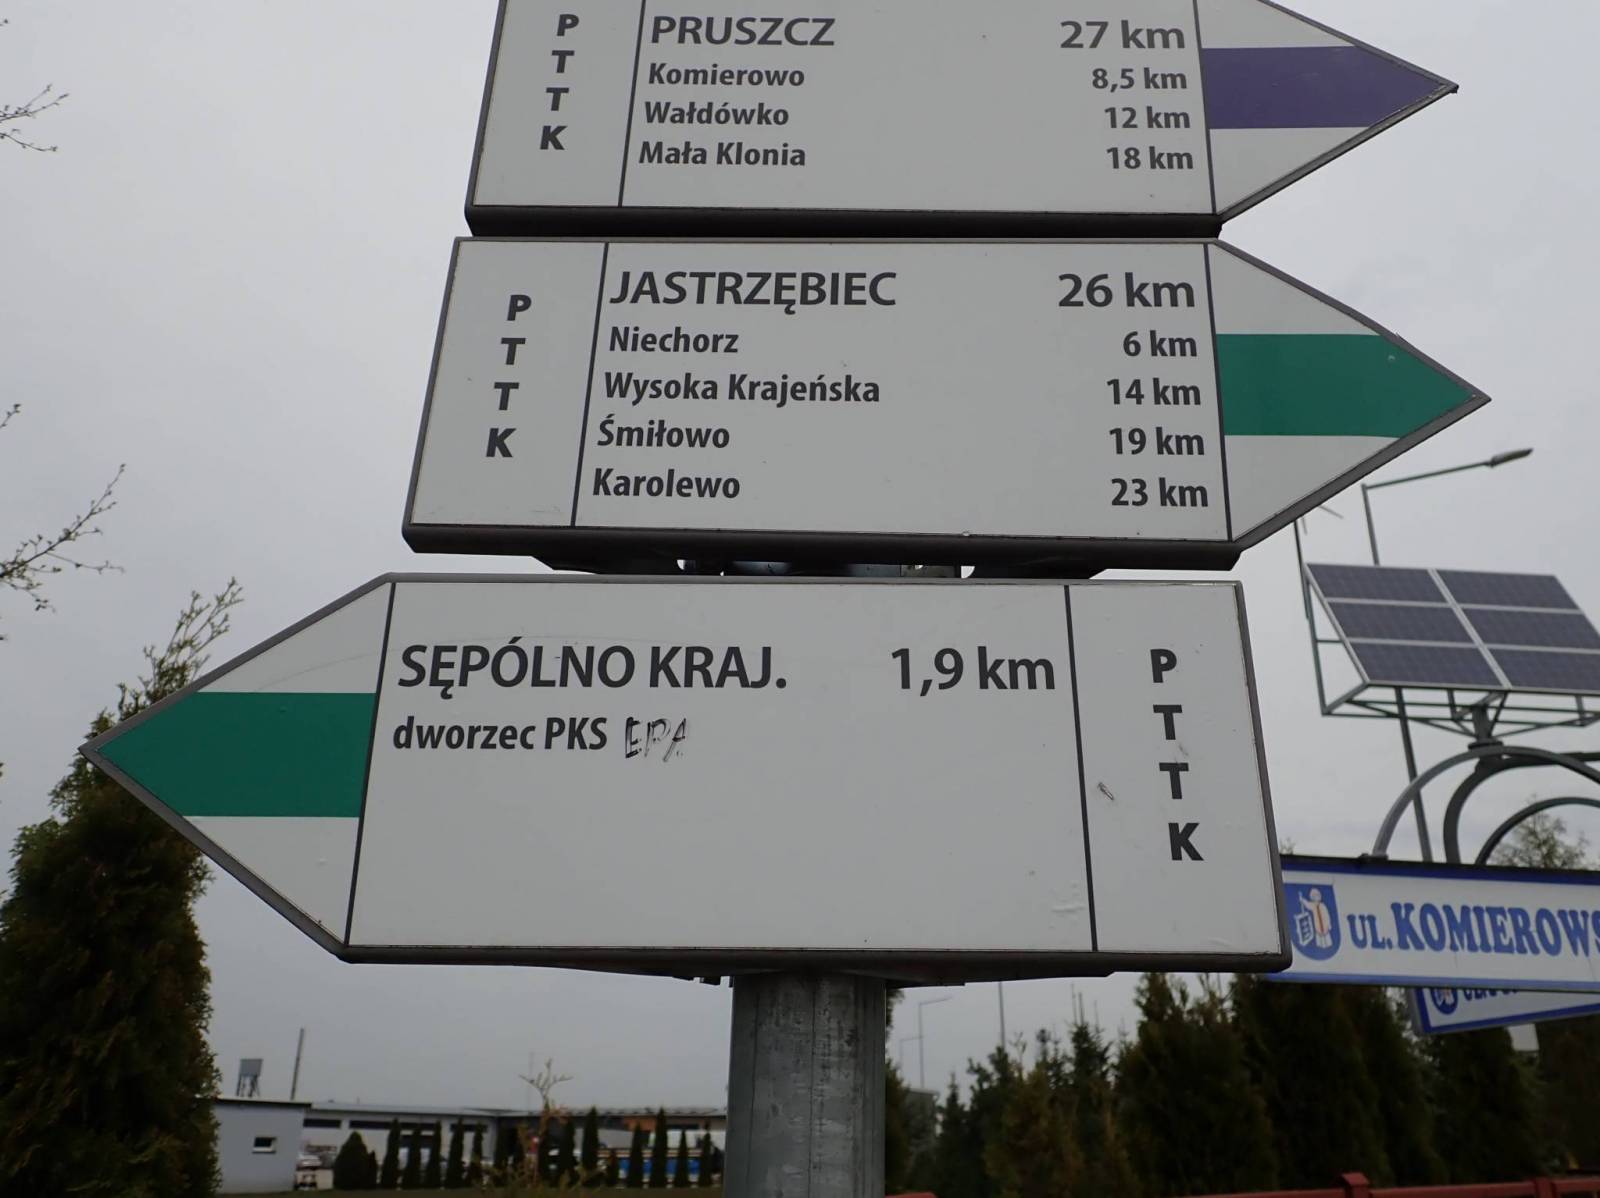 PTTK
PRUSZCZ 27 km
Komierowo 8,5 km
Wałdówko 12 km
Mała Klonia 18 km
PTTK
JASTRZĘBIEC 26 km
Niechorz 6 km
Wysoka Krajeńska 14 km
Śmiłowo 19 km
Karolewo 23 km
SĘPÓLNO KRAJ. 1,9 km
dworzec PKS EPA
PTTK
UL. KOMIEROWS